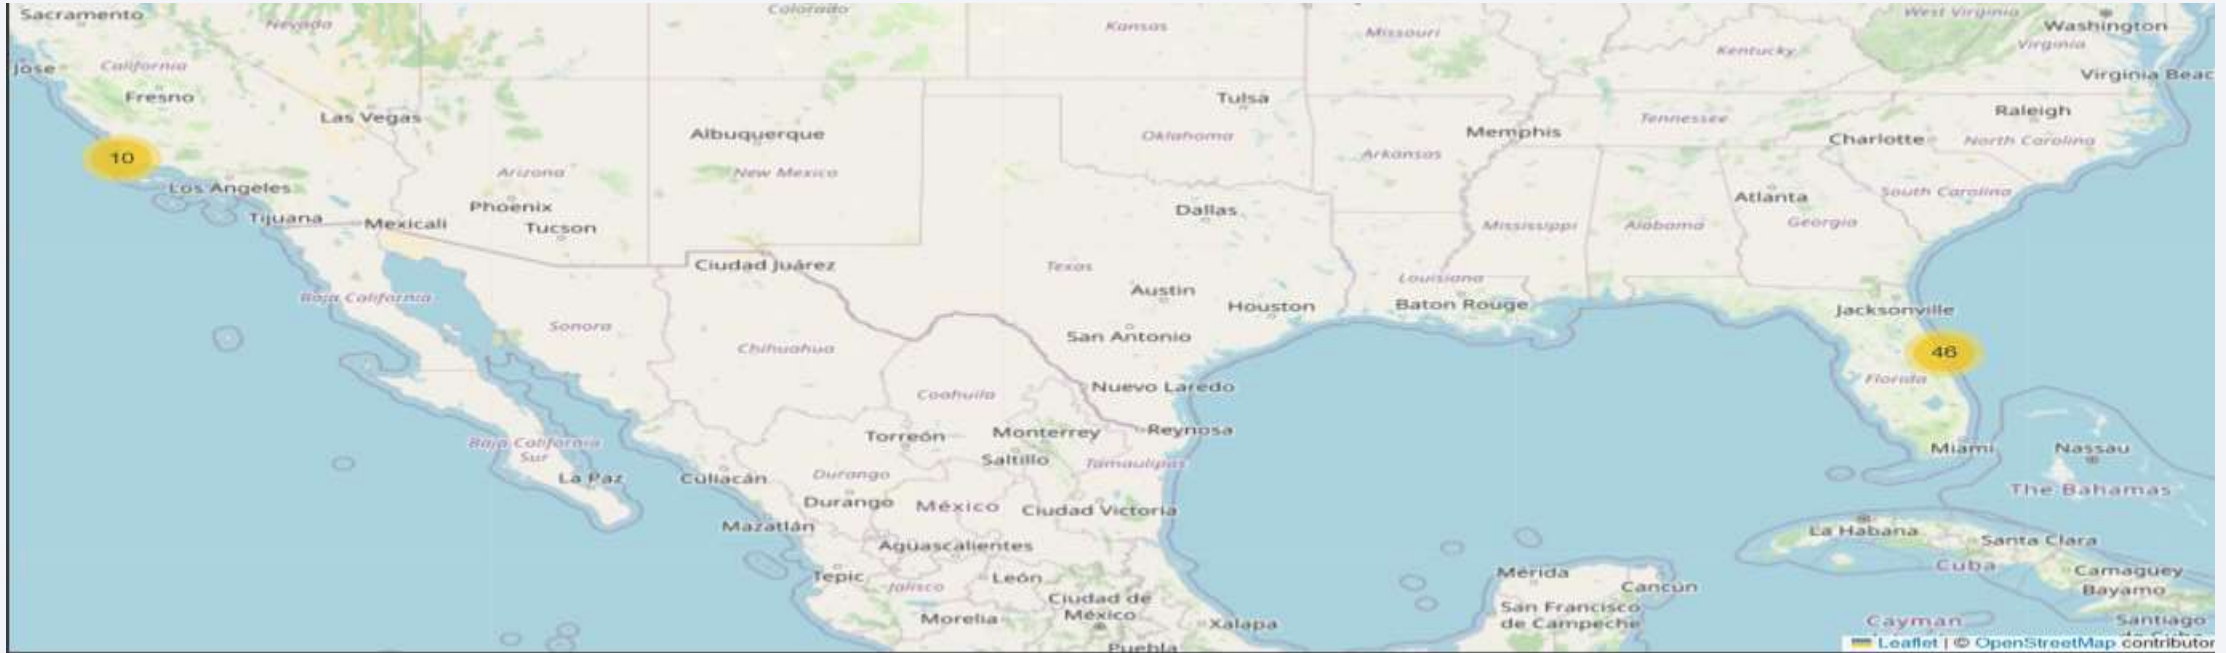 Sacramento
Nevada
Colorado
Kansas
Missouri
West Virginia
Washington
Virginia
Kentucky
Jose
California
Virginia Beac
Fresno
Las Vegas
Tulsa
Raleigh
Albuquerque
Oklahoma
Memphis
Tennessee
Charlotte
North Carolina
10
Arkansas
Arizona
New Mexico
Los Angeles
Atlanta
South Carolina
Phoenix
Dallas
Tijuana
Mexicali
Tucson
Mississippi
Alabama
Georgia
Ciudad Juárez
Texas
Louisiana
Austin
Baja California
Houston
Baton Rouge
Jacksonville
Sonora
San Antonio
Chihuahua
46
Nuevo Laredo
Florida
Coahuila
Torreón
Monterrey
Reynosa
Baja California
Sur
Saltillo
Tamaulipas
Miami
Nassau
La Paz
Culiacán
Durango
The Bahamas
Durango
México
Ciudad Victoria
Mazatlán
La Habana
Santa Clara
Aguascalientes
Cuba
Tepic
Jalisco
León
Mérida
Cancún
Camagüey
Bayamo
Ciudad de
México
San Francisco
de Campeche
Morelia
Xalapa
Cayman
Santiago
Puebla
Leaflet | © OpenStreetMap contributor